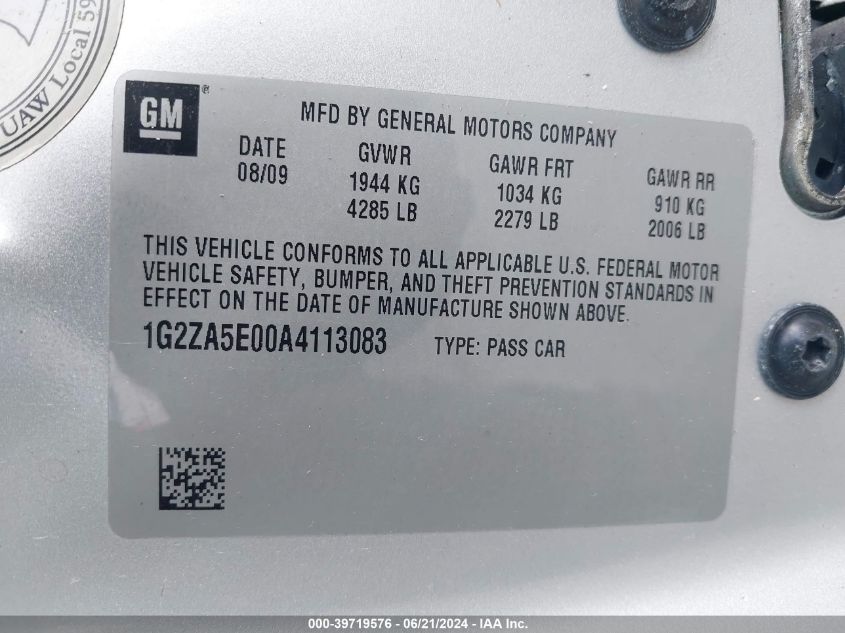 UAW Local 59
GM ®
MFD BY GENERAL MOTORS COMPANY
DATE GVWR GAWR FRT GAWR RR
08/09 1944 KG 1034 KG 910 KG
4285 LB 2279 LB 2006 LB
THIS VEHICLE CONFORMS TO ALL APPLICABLE U.S. FEDERAL MOTOR
VEHICLE SAFETY, BUMPER, AND THEFT PREVENTION STANDARDS IN
EFFECT ON THE DATE OF MANUFACTURE SHOWN ABOVE.
1G2ZA5E00A4113083 TYPE: PASS CAR
000-39719576 - 06/21/2024 - IAA Inc.